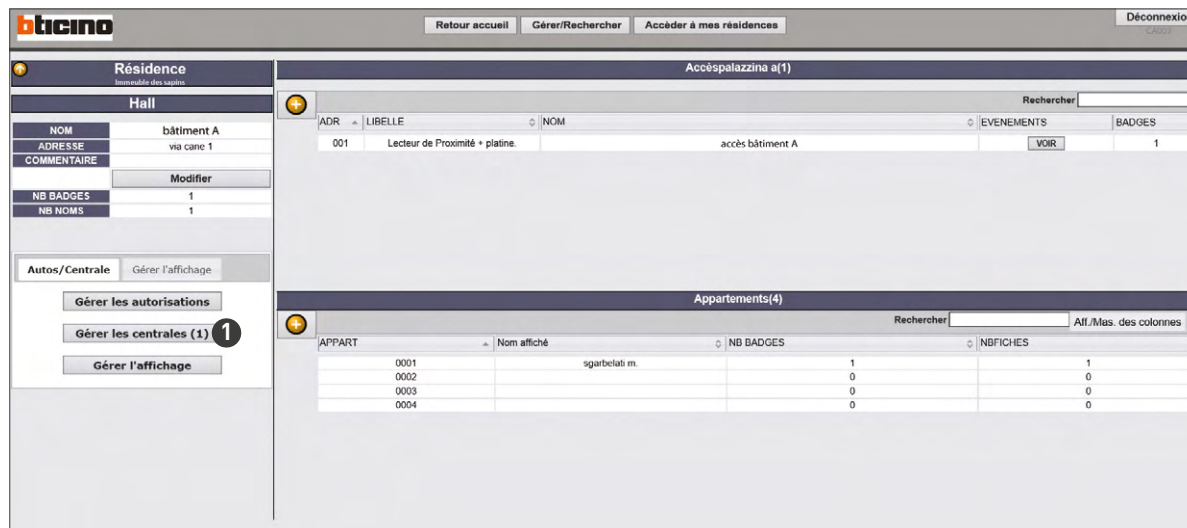 bticino
Retour accueil Gérer/Rechercher Accèder à mes résidences Déconnexio
CA003
Résidence
Immeuble des sapins
Hall
NOM bâtiment A
ADRESSE via cane 1
COMMENTAIRE
Modifier
NB BADGES 1
NB NOMS 1
Autos/Centrale Gérer l'affichage
Gérer les autorisations
Gérer les centrales (1) 1
Gérer l'affichage
Accèspalazzina a(1)
Rechercher
ADR LIBELLE NOM EVENEMENTS BADGES
001 Lecteur de Proximité + platine. accès bâtiment A VOIR 1
Appartements(4)
Rechercher Aff./Mas. des colonnes
APPART Nom affiché NB BADGES NBFICHES
0001 sgarbelati m. 1 1
0002 0 0
0003 0 0
0004 0 0